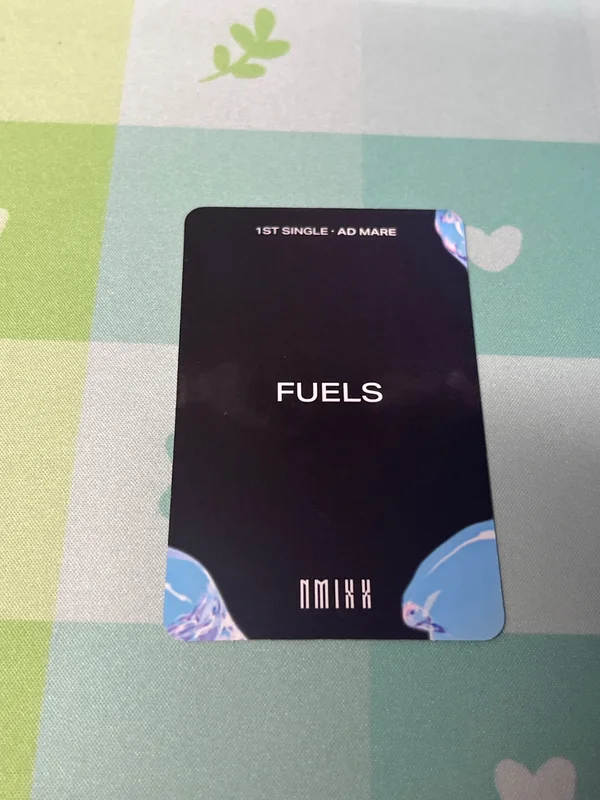 1ST SINGLE · AD MARE
FUELS
NMIXX